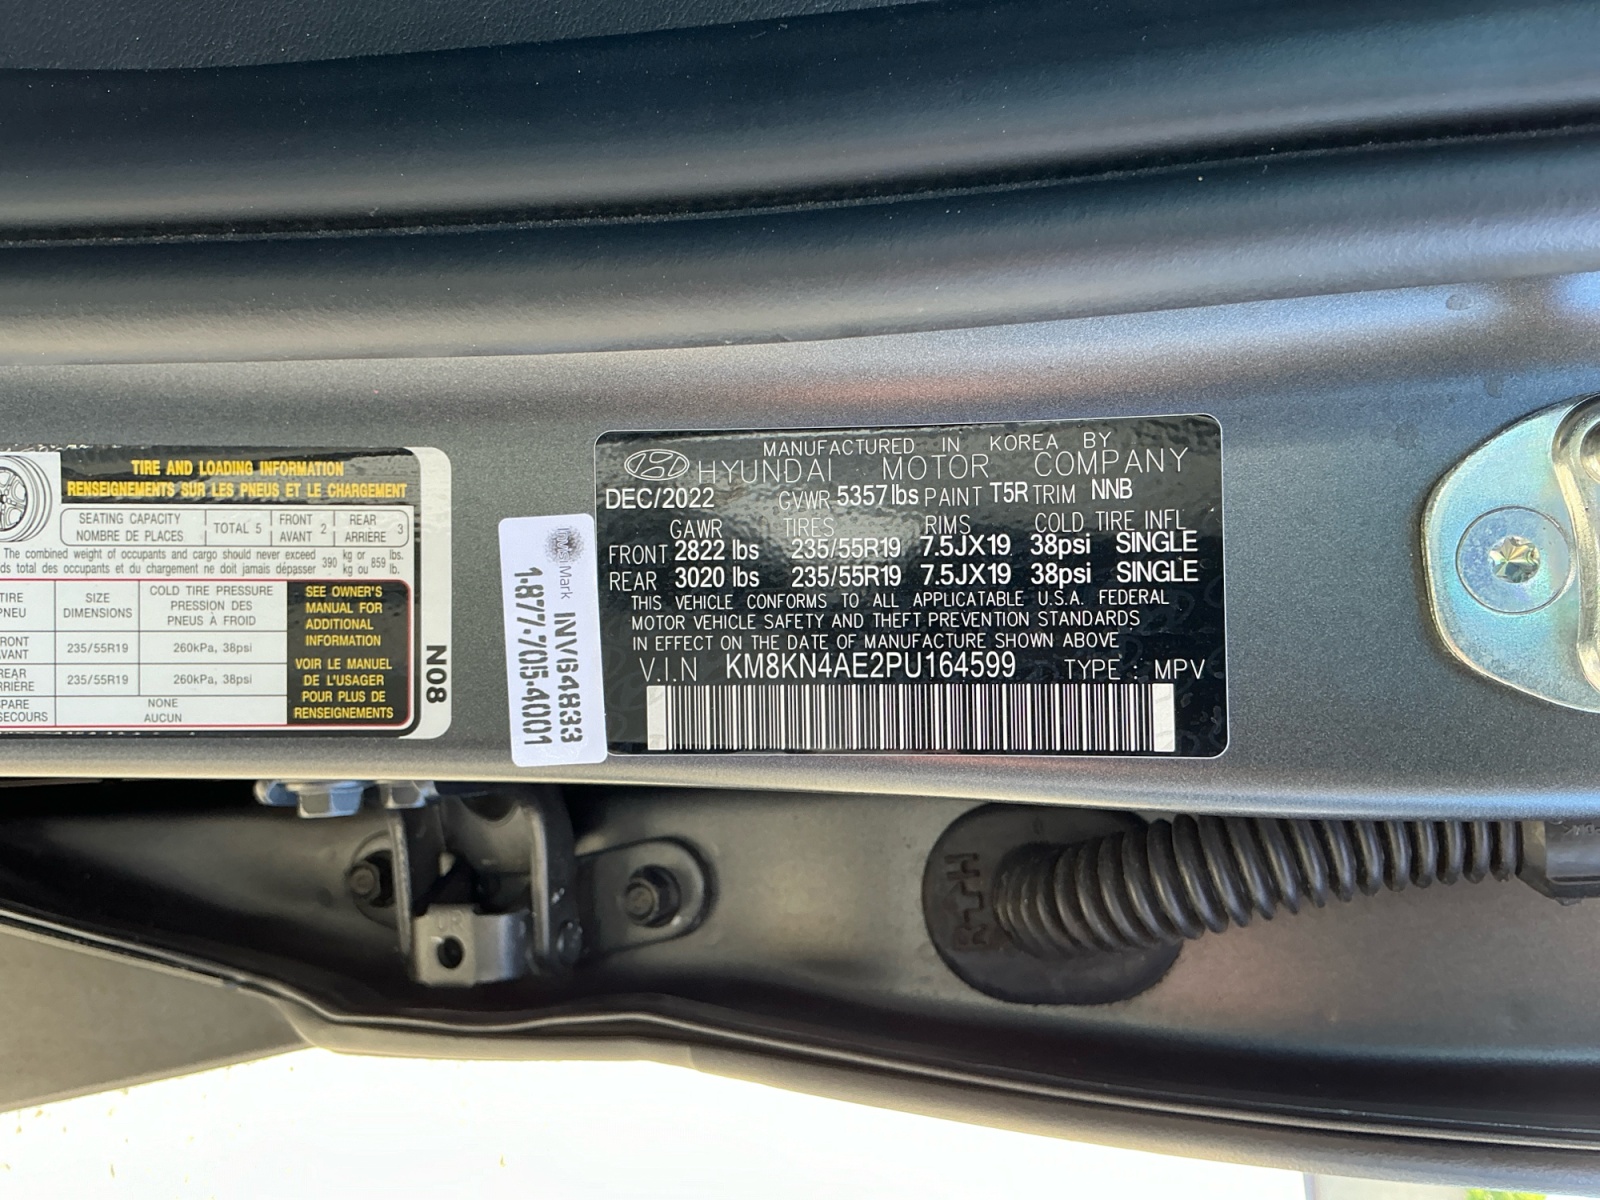 TIRE AND LOADING INFORMATION
RENSEIGNEMENTS SUR LES PNEUS ET LE CHARGEMENT
SEATING CAPACITY
NOMBRE DE PLACES
TOTAL 5
FRONT
AVANT 2
REAR
ARRIÈRE 3
The combined weight of occupants and cargo should never exceed 390 kg or 859 lbs.
total des occupants et du chargement ne doit jamais dépasser kg ou lb.
TIRE
PNEU
SIZE
DIMENSIONS
COLD TIRE PRESSURE
PRESSION DES
PNEUS À FROID
235/55R19
260kPa, 38psi
235/55R19
260kPa, 38psi
NONE
AUCUN
SEE OWNER'S
MANUAL FOR
ADDITIONAL
INFORMATION
VOIR LE MANUEL
DE L'USAGER
POUR PLUS DE
RENSEIGNEMENTS
N08
Mark INV64833
1-877-705-4001
MANUFACTURED IN KOREA BY
HYUNDAI MOTOR COMPANY
DEC/2022 GVWR 5357 lbs PAINT T5R TRIM NNB
GAWR TIRES RIMS COLD TIRE INFL
FRONT 2822 lbs 235/55R19 7.5JX19 38psi SINGLE
REAR 3020 lbs 235/55R19 7.5JX19 38psi SINGLE
THIS VEHICLE CONFORMS TO ALL APPLICATABLE U.S.A. FEDERAL
MOTOR VEHICLE SAFETY AND THEFT PREVENTION STANDARDS
IN EFFECT ON THE DATE OF MANUFACTURE SHOWN ABOVE
V.I.N KM8KN4AE2PU164599 TYPE : MPV